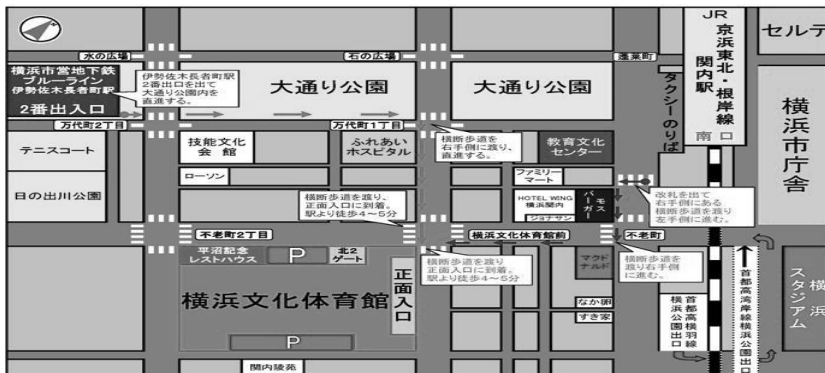 JR
京浜東北・根岸線
関内駅
南口
セルテ
水の広場
石の広場
蓬莱町
横浜市営地下鉄
ブルーライン
伊勢佐木長者町駅
2番出入口
伊勢佐木長者町駅
2番出口を出て
大通り公園内を
直進する。
大通り公園
大通り公園
タクシーのりば
横浜市庁舎
万代町2丁目
万代町1丁目
横断歩道を
右手側に渡り、
直進する。
テニスコート
技能文化
会館
ふれあい
ホスピタル
教育文化
センター
日の出川公園
ローソン
ファミリー
マート
横断歩道を渡り、
正面入口に到着。
駅より徒歩4~5分
HOTEL WING
横浜関内
ジョナサン
モスバーガー
改札を出て
右手側にある
横断歩道を渡り
左手側に進む。
不老町2丁目
横浜文化体育館前
不老町
平沼記念
レストハウス
P
北2
ゲート
正面入口
横断歩道を渡り
正面入口に到着。
駅より徒歩4~5分
マクドナルド
横断歩道を
渡り右手側
に進む。
横浜文化体育館
なか卯
すき家
P
関内陵苑
首都高横羽線
横浜公園出口
首都高湾岸線横浜公園出口
横浜
スタジアム